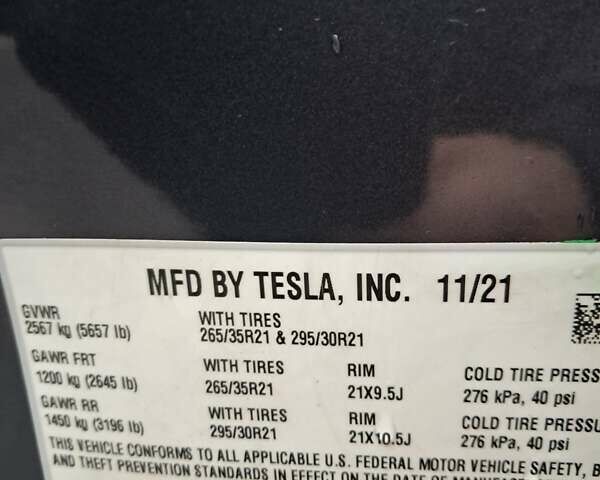 MFD BY TESLA, INC. 11/21
GVWR
2567 kg (5657 lb)
WITH TIRES
265/35R21 & 295/30R21
GAWR FRT
1200 kg (2645 lb)
WITH TIRES
265/35R21
RIM
21X9.5J
COLD TIRE PRESS
276 kPa, 40 psi
GAWR RR
1450 kg (3196 lb)
WITH TIRES
295/30R21
RIM
21X10.5J
COLD TIRE PRESSU
276 kPa, 40 psi
THIS VEHICLE CONFORMS TO ALL APPLICABLE U.S. FEDERAL MOTOR VEHICLE SAFETY, B
AND THEFT PREVENTION STANDARDS IN EFFECT ON THE DATE OF MANUFAC